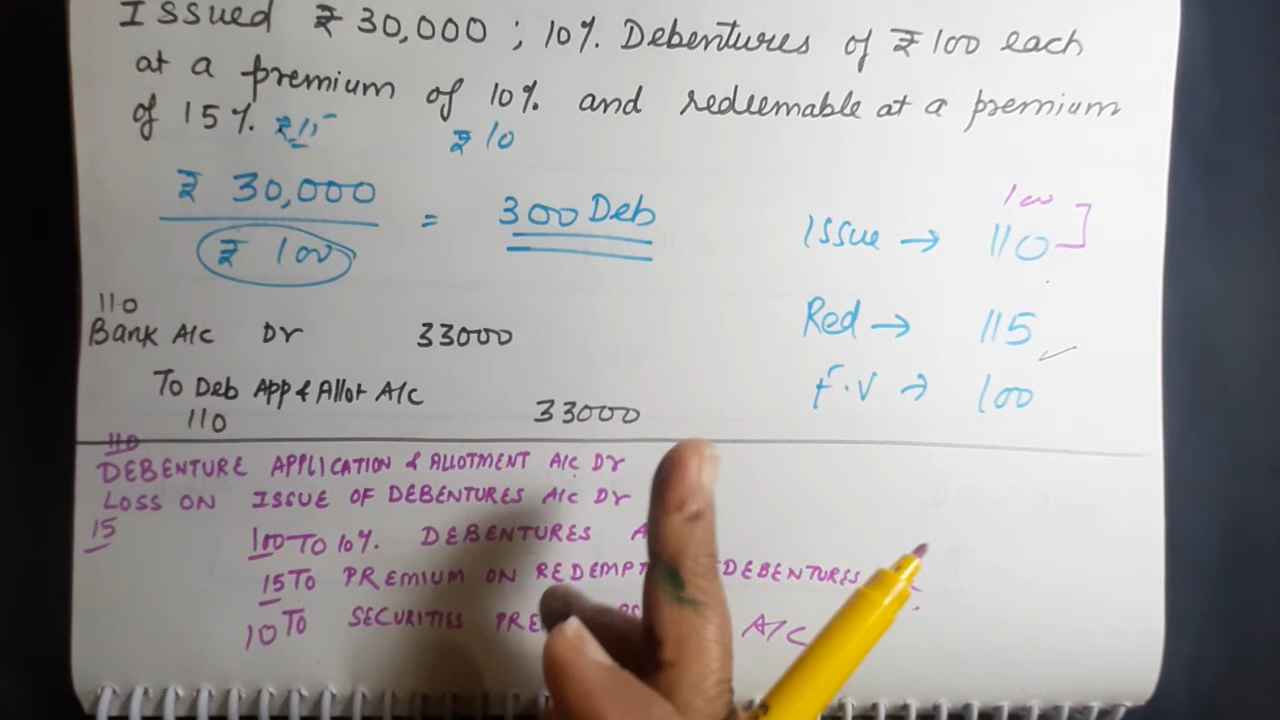 Issued ₹ 30,000 ; 10%. Debentures of ₹ 100 each
at a premium of 10%. and redeemable at a premium
of 15%. ₹ 15
₹ 10
₹ 30,000
₹ 100
= 300 Deb
100
Issue → 110
Red → 115
F.V → 100
110
Bank A/c Dr 33000
To Deb App & Allot A/c
110 33000
110
DEBENTURE APPLICATION & ALLOTMENT A/C Dr
LOSS ON ISSUE OF DEBENTURES A/C Dr
15
100 TO 10%. DEBENTURES
15 TO PREMIUM ON DEBENTURES
10 TO SECURITIES A/C